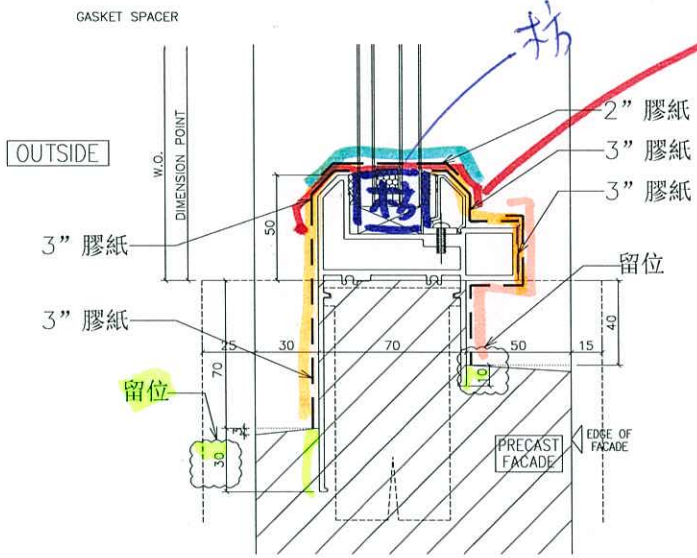 GASKET SPACER
枋
2” 膠紙
OUTSIDE
W.O.
DIMENSION POINT
3” 膠紙
3” 膠紙
枋
50
3” 膠紙
留位
3” 膠紙
40
25
30
70
50
15
70
10
留位
30
PRECAST
FACADE
EDGE OF
FACADE